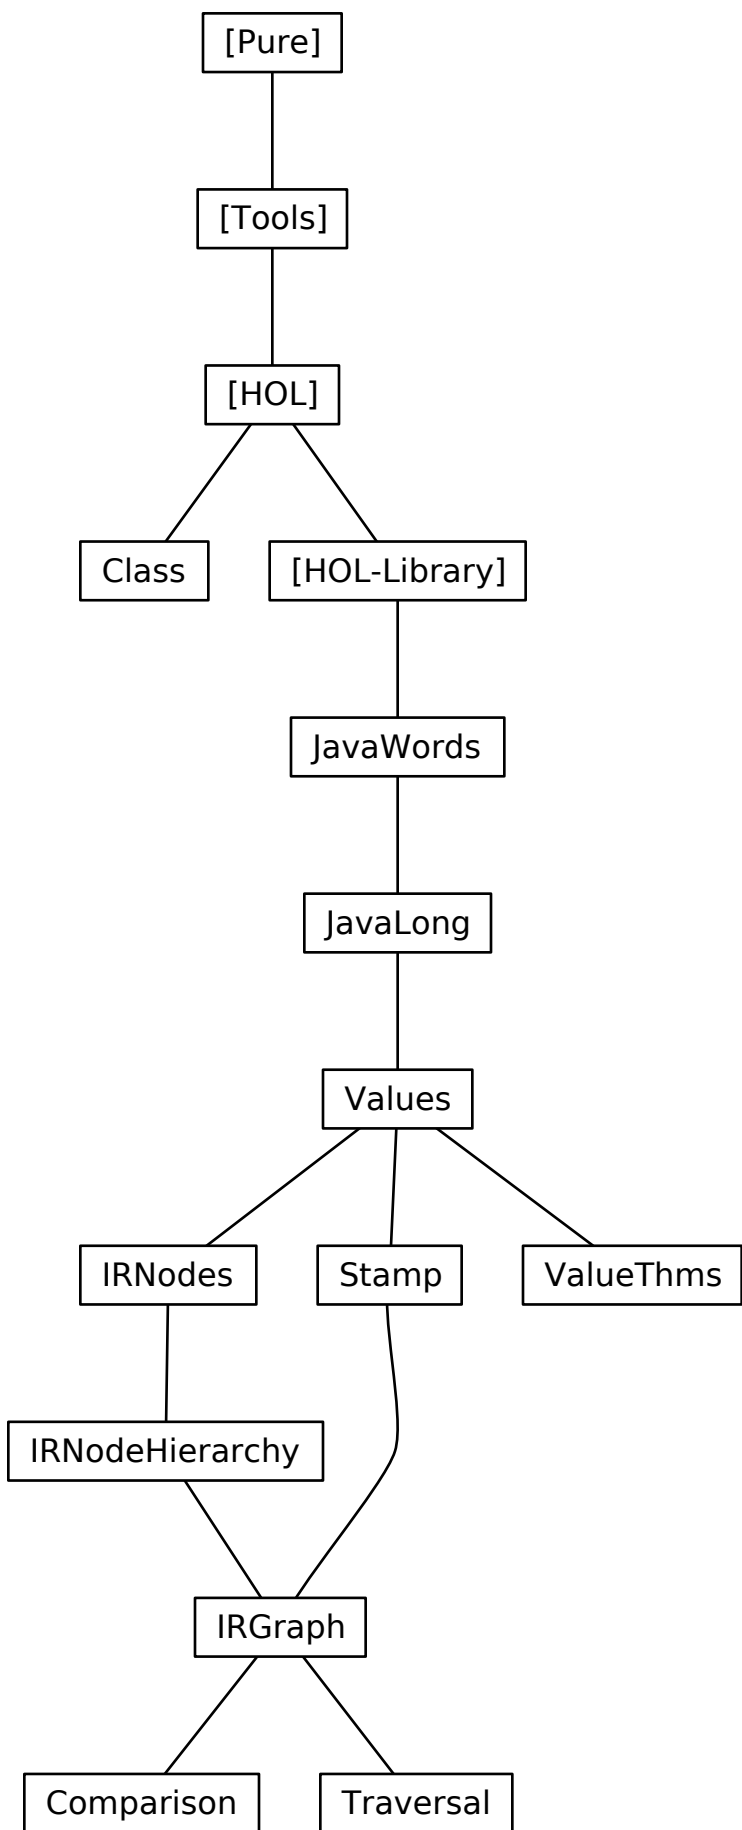 [Pure]
[Tools]
[HOL]
Class
[HOL-Library]
JavaWords
JavaLong
Values
IRNodes
Stamp
ValueThms
IRNodeHierarchy
IRGraph
Comparison
Traversal